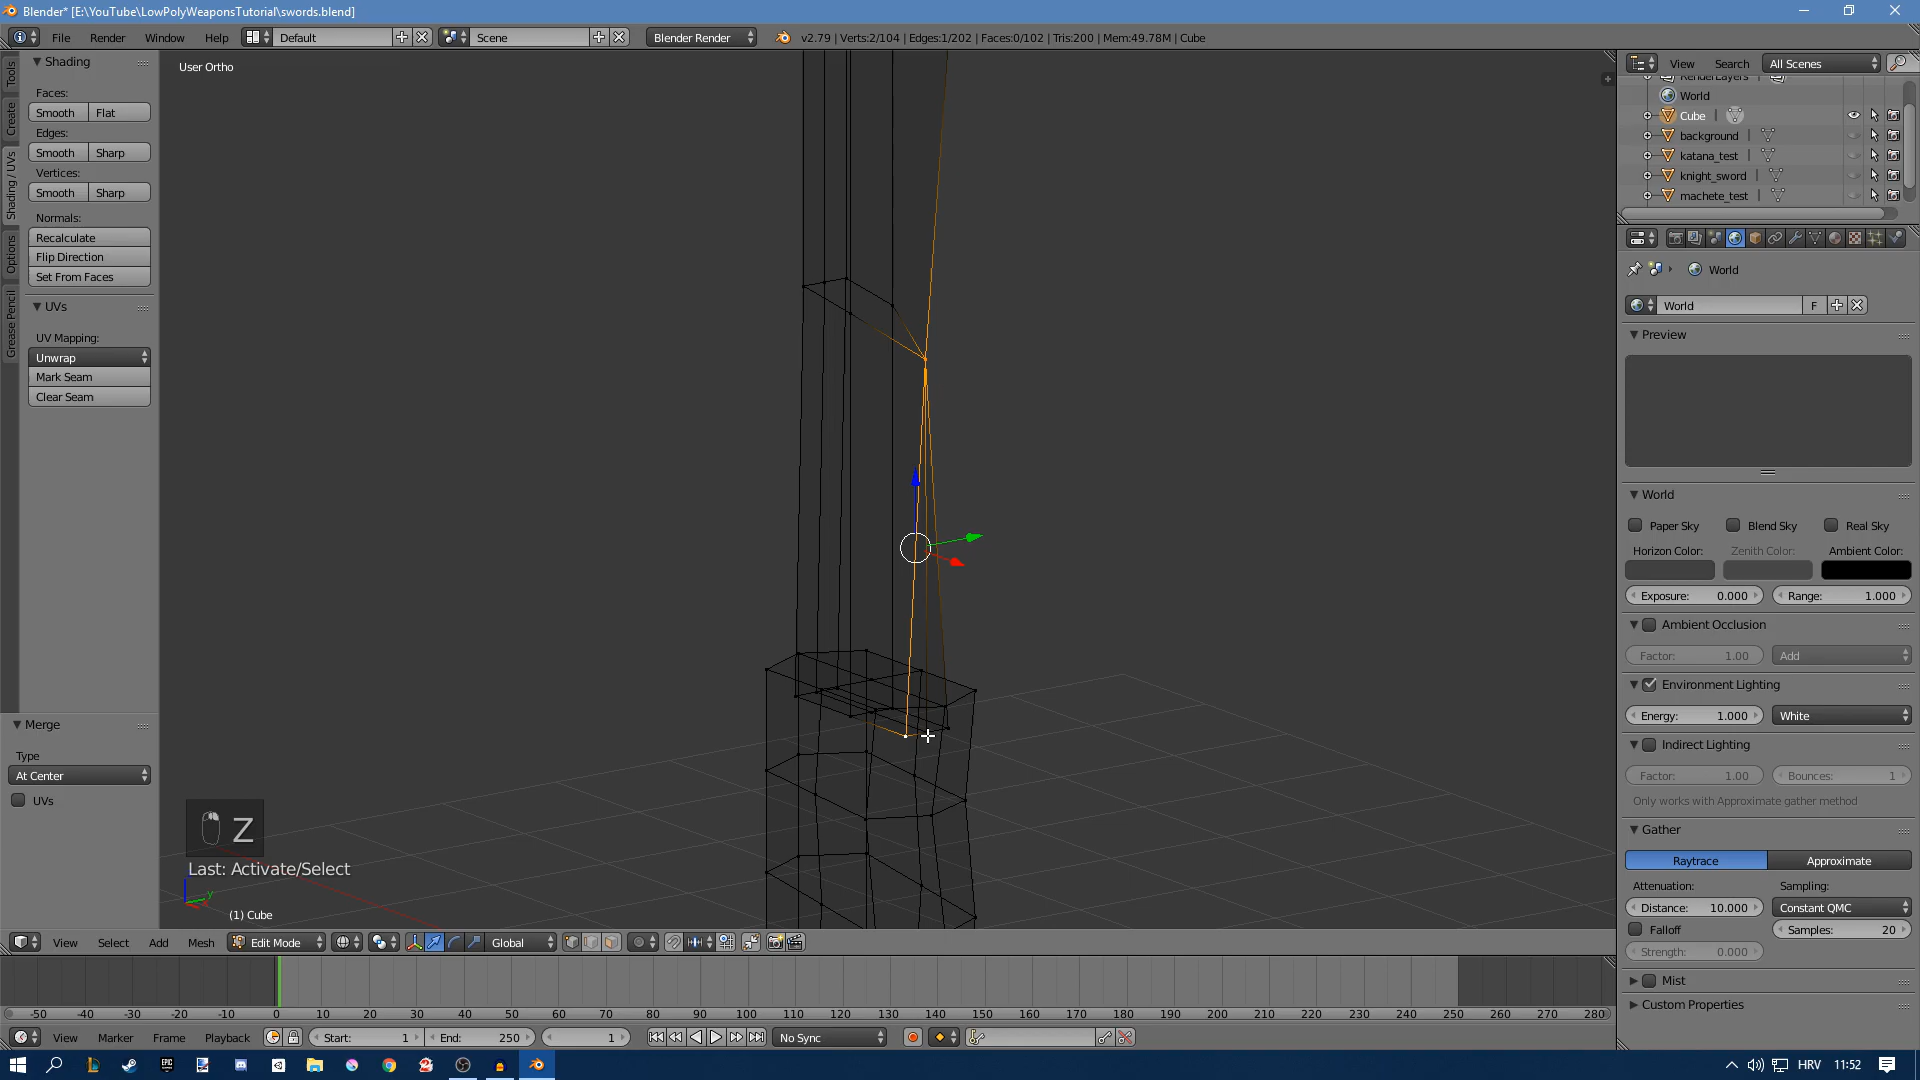 Blender* [E:\YouTube\LowPolyWeaponsTutorial\swords.blend]
File Render Window Help Default Scene Blender Render v2.79 | Verts:2/104 | Edges:1/202 | Faces:0/102 | Tris:200 | Mem:49.78M | Cube
Tools
Create
Shading / UVs
Options
Grease Pencil
Shading
Faces:
Smooth Flat
Edges:
Smooth Sharp
Vertices:
Smooth Sharp
Normals:
Recalculate
Flip Direction
Set From Faces
UVs
UV Mapping:
Unwrap
Mark Seam
Clear Seam
Merge
Type
At Center
UVs
User Ortho
Z
Last: Activate/Select
y
(1) Cube
View Select Add Mesh Edit Mode Global
-50 -40 -30 -20 -10 0 10 20 30 40 50 60 70 80 90 100 110 120 130 140 150 160 170 180 190 200 210 220 230 240 250 260 270 280
View Marker Frame Playback Start: 1 End: 250 1 No Sync
View Search All Scenes
RenderLayers
World
Cube
background
katana_test
knight_sword
machete_test
World
World F
Preview
World
Paper Sky Blend Sky Real Sky
Horizon Color: Zenith Color: Ambient Color:
Exposure: 0.000 Range: 1.000
Ambient Occlusion
Factor: 1.00 Add
Environment Lighting
Energy: 1.000 White
Indirect Lighting
Factor: 1.00 Bounces: 1
Only works with Approximate gather method
Gather
Raytrace Approximate
Attenuation: Sampling:
Distance: 10.000 Constant QMC
Falloff Samples: 20
Strength: 0.000
Mist
Custom Properties
EPIC
HRV 11:52